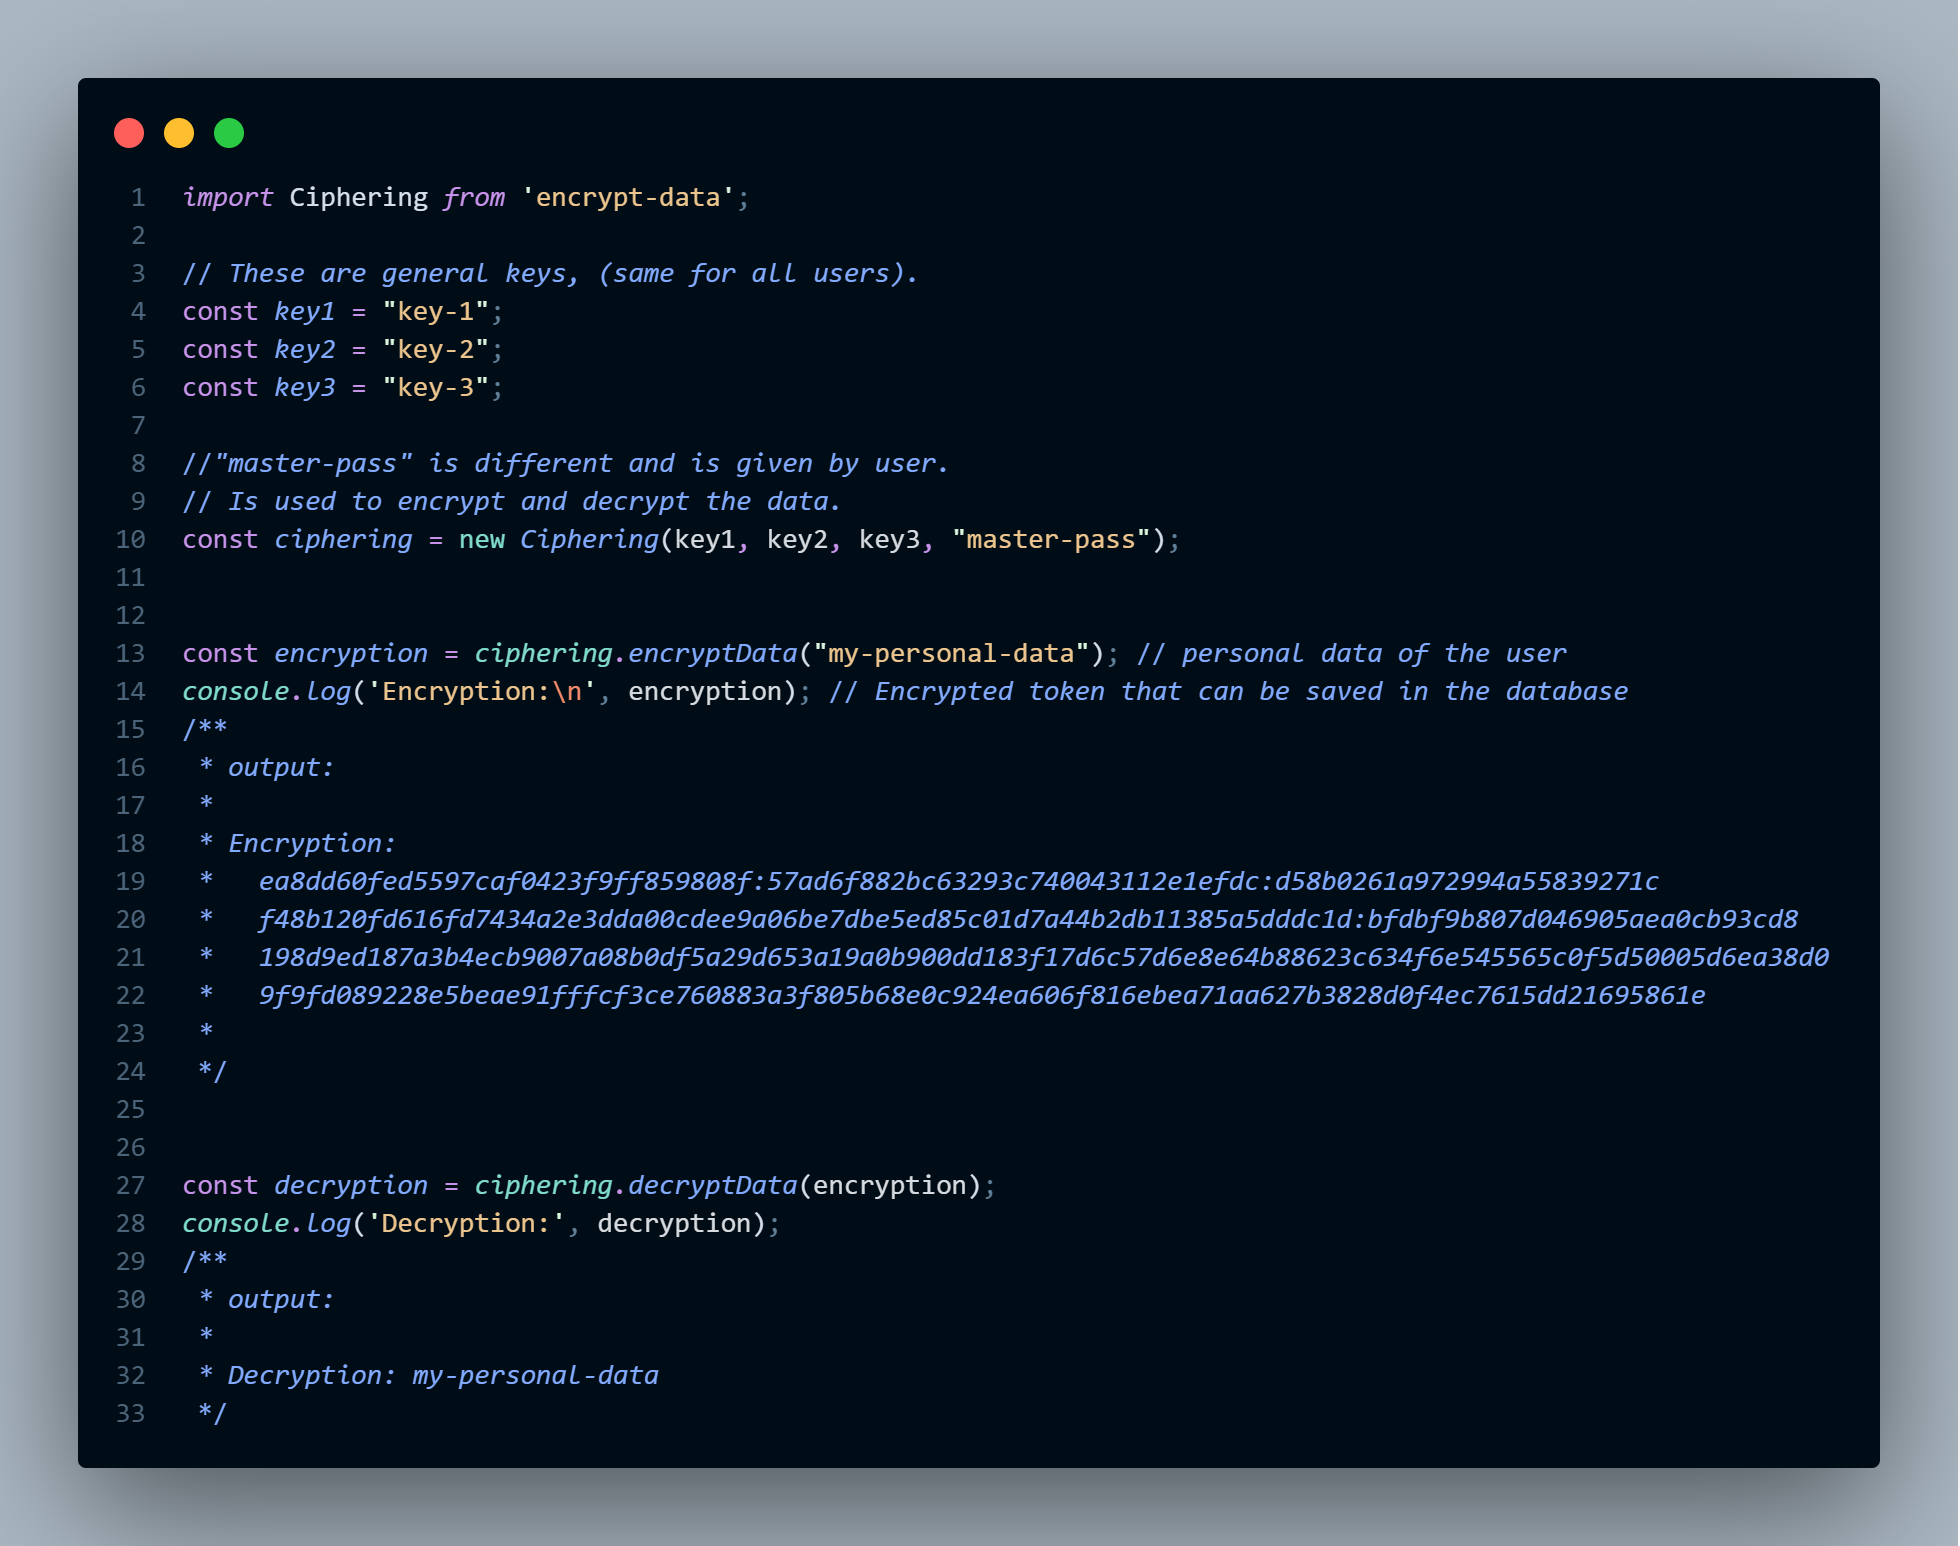 1 import Ciphering from 'encrypt-data';
2
3 // These are general keys, (same for all users).
4 const key1 = "key-1";
5 const key2 = "key-2";
6 const key3 = "key-3";
7
8 //"master-pass" is different and is given by user.
9 // Is used to encrypt and decrypt the data.
10 const ciphering = new Ciphering(key1, key2, key3, "master-pass");
11
12
13 const encryption = ciphering.encryptData("my-personal-data"); // personal data of the user
14 console.log('Encryption:\n', encryption); // Encrypted token that can be saved in the database
15 /**
16  * output:
17  *
18  * Encryption:
19  *   ea8dd60fed5597caf0423f9ff859808f:57ad6f882bc63293c740043112e1efdc:d58b0261a972994a55839271c
20  *   f48b120fd616fd7434a2e3dda00cdee9a06be7dbe5ed85c01d7a44b2db11385a5dddc1d:bfdbf9b807d046905aea0cb93cd8
21  *   198d9ed187a3b4ecb9007a08b0df5a29d653a19a0b900dd183f17d6c57d6e8e64b88623c634f6e545565c0f5d50005d6ea38d0
22  *   9f9fd089228e5beae91fffcf3ce760883a3f805b68e0c924ea606f816ebea71aa627b3828d0f4ec7615dd21695861e
23  *
24  */
25
26
27 const decryption = ciphering.decryptData(encryption);
28 console.log('Decryption:', decryption);
29 /**
30  * output:
31  *
32  * Decryption: my-personal-data
33  */